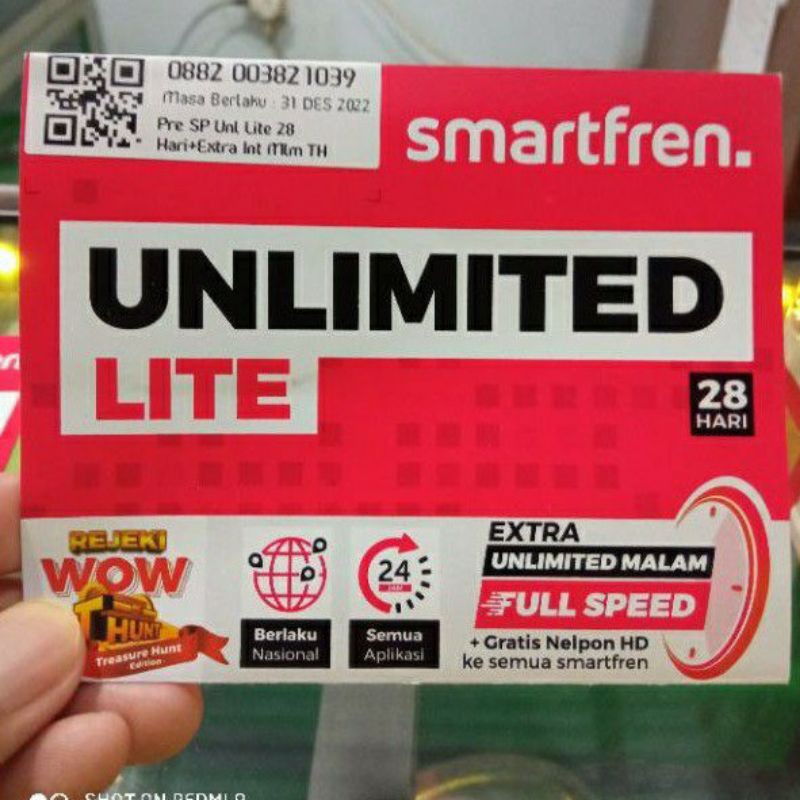 0882 003821039
Masa Berlaku : 31 DES 2022
Pre SP Unl Lite 28
Hari+Extra Int Mlm TH
smartfren.
UNLIMITED
LITE
28
HARI
REJEKI
WOW
HUNT
Treasure Hunt
Edition
Berlaku
Nasional
24
JAM
Semua
Aplikasi
EXTRA
UNLIMITED MALAM
FULL SPEED
+ Gratis Nelpon HD
ke semua smartfren
SHOT ON REDMI 9